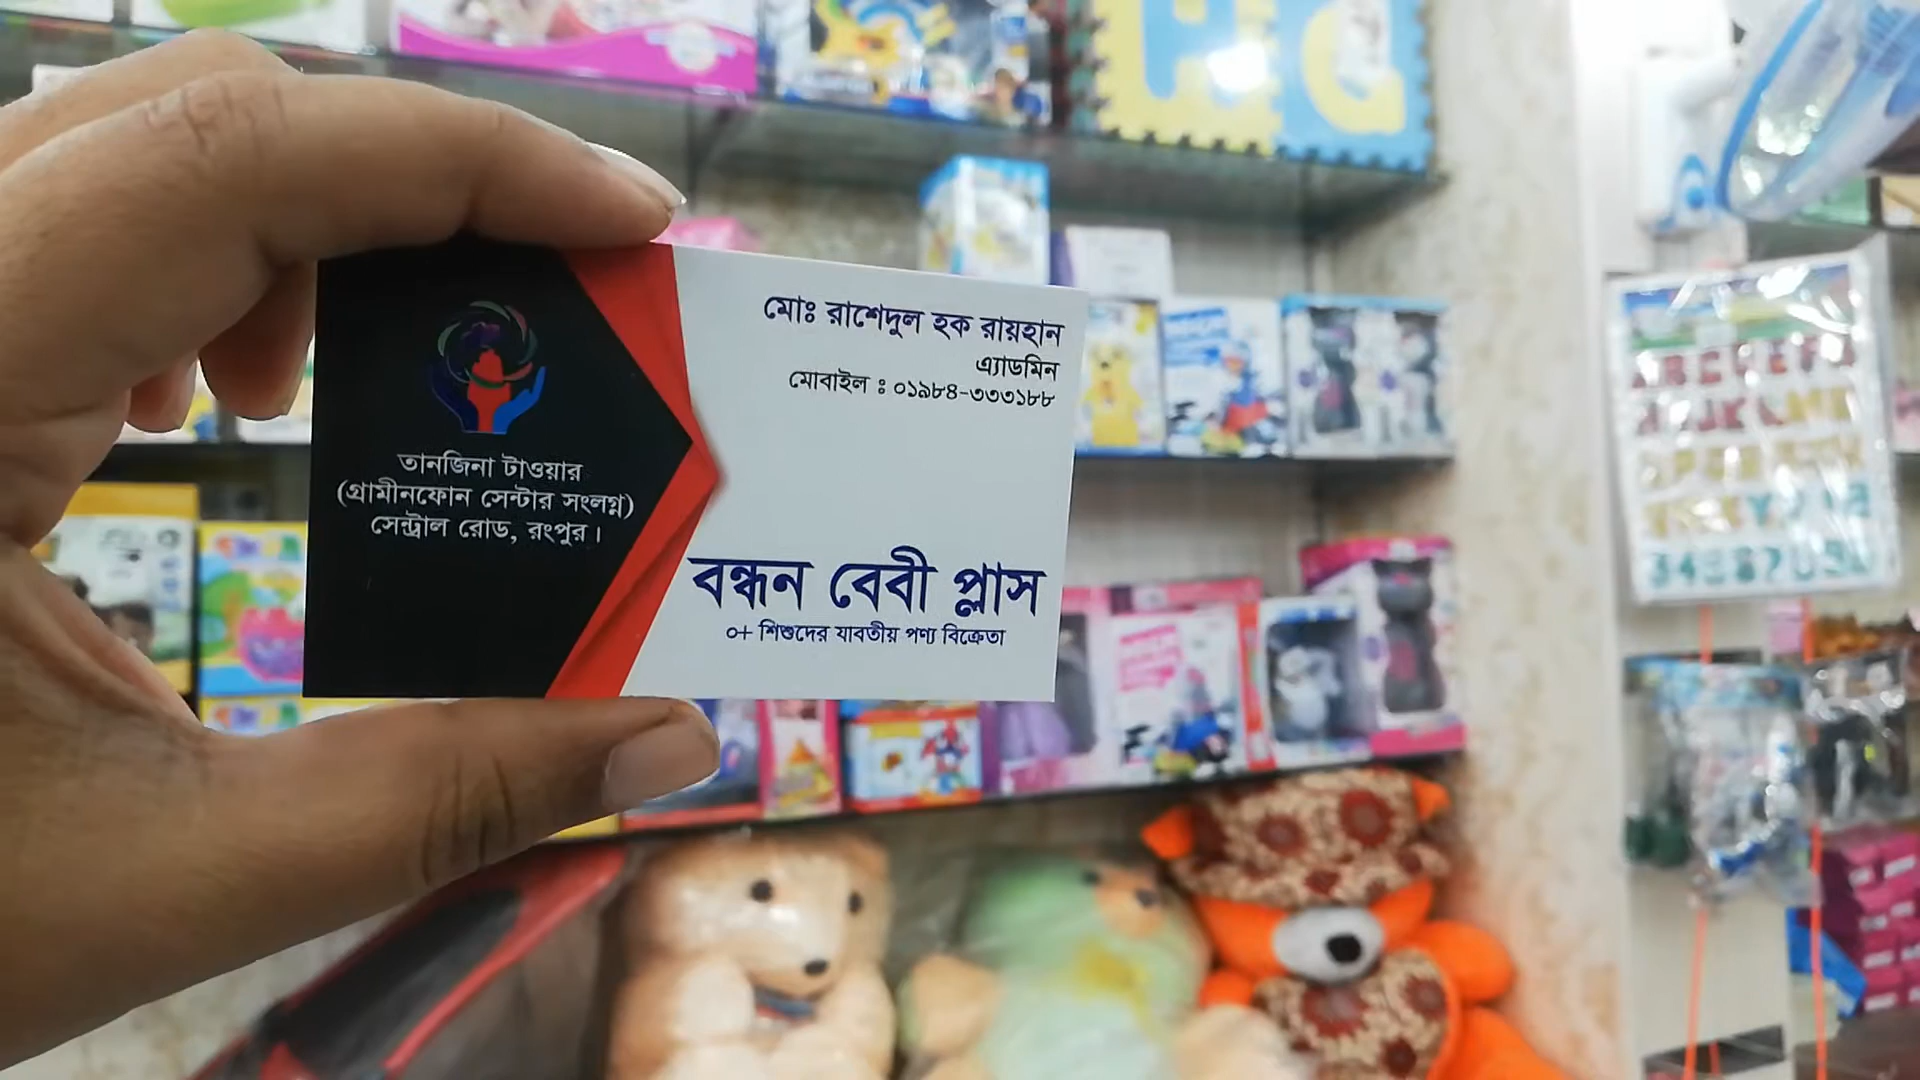 মোঃ রাশেদুল হক রায়হান
এ্যাডমিন
মোবাইল : ০১৯৮৪-৩৩৩১৮৮
তানজিনা টাওয়ার
(গ্রামীনফোন সেন্টার সংলগ্ন)
সেন্ট্রাল রোড, রংপুর।
বন্ধন বেবী প্লাস
০+ শিশুদের যাবতীয় পণ্য বিক্রেতা